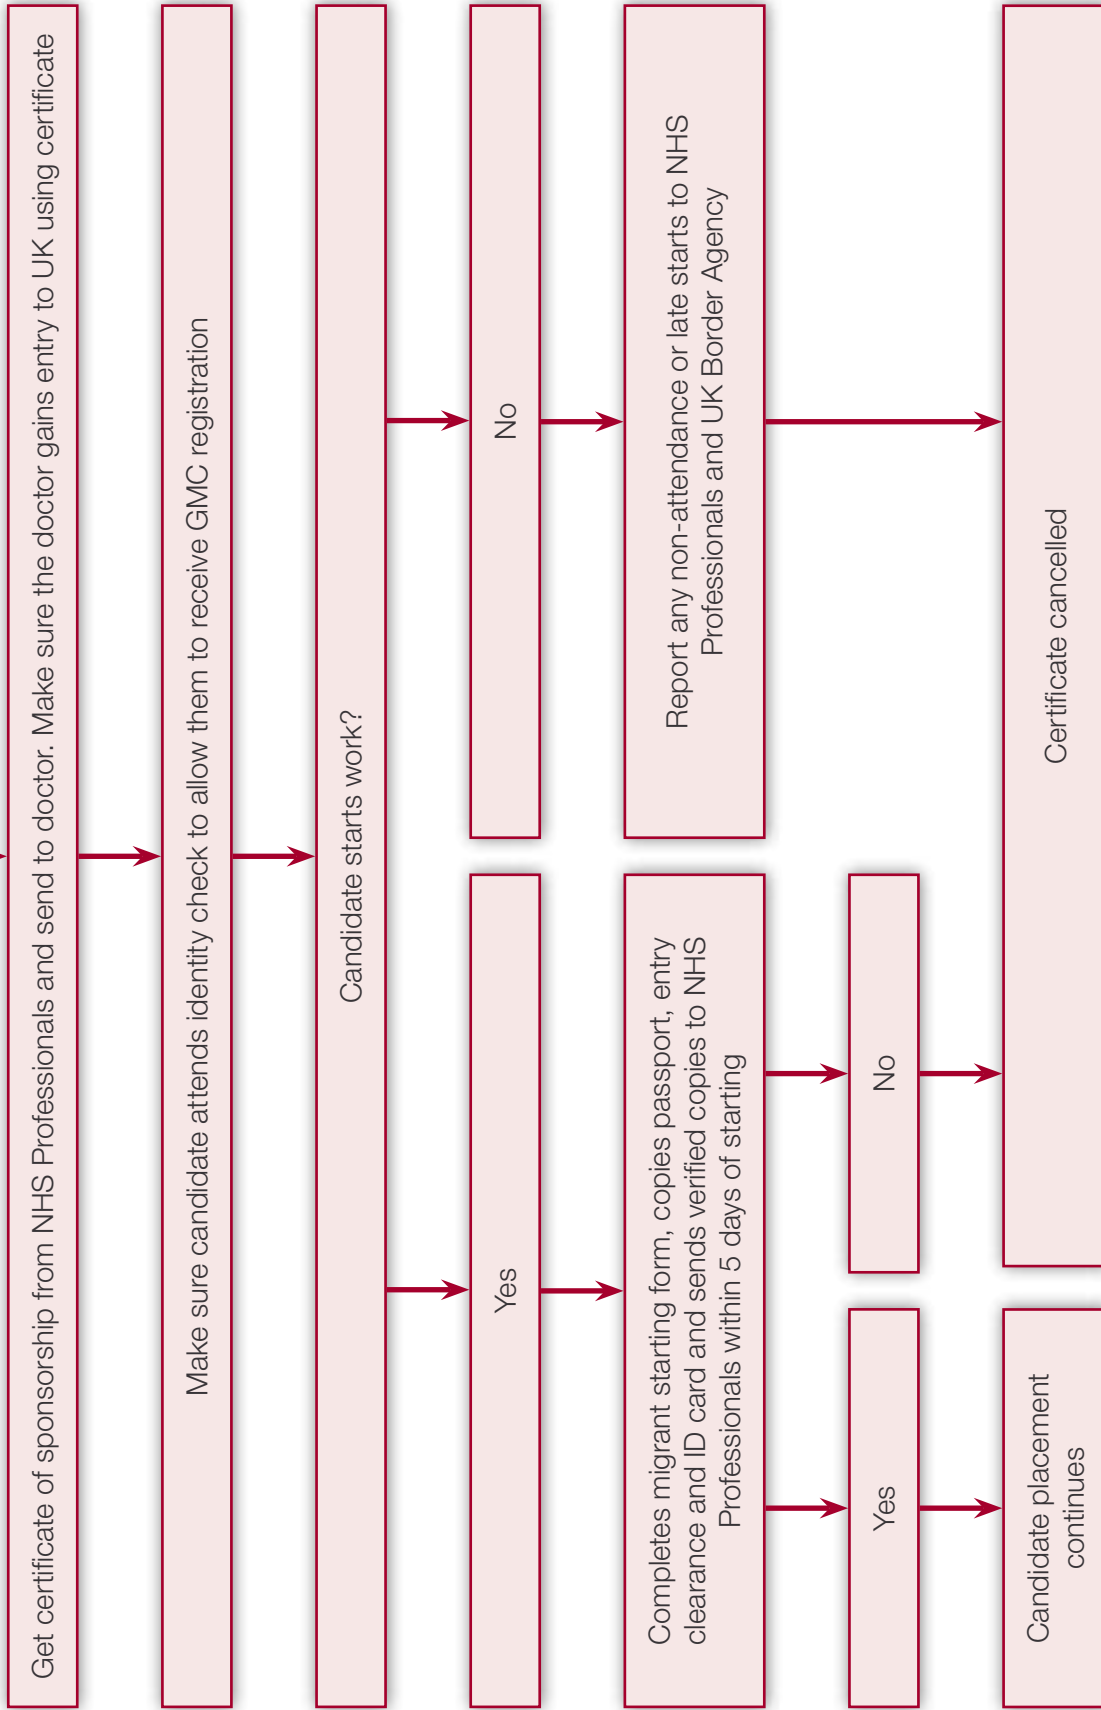 Get certificate of sponsorship from NHS Professionals and send to doctor. Make sure the doctor gains entry to UK using certificate
Make sure candidate attends identity check to allow them to receive GMC registration
Candidate starts work?
Yes
No
Completes migrant starting form, copies passport, entry
clearance and ID card and sends verified copies to NHS
Professionals within 5 days of starting
Report any non-attendance or late starts to NHS
Professionals and UK Border Agency
Yes
No
Candidate placement
continues
Certificate cancelled